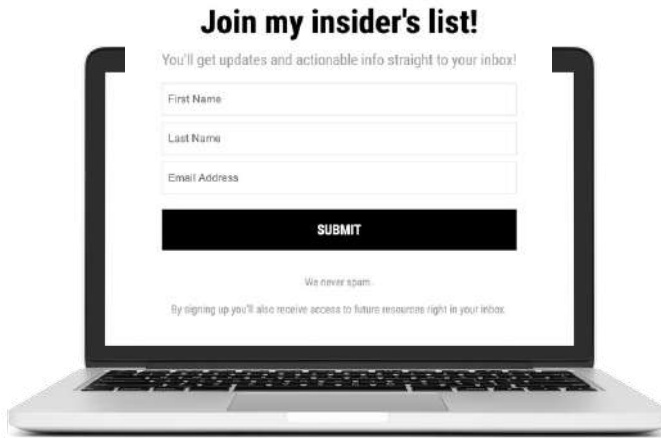 Join my insider's list!
You'll get updates and actionable info straight to your inbox!
First Name
Last Name
Email Address
SUBMIT
We never spam.
By signing up you'll also receive access to future resources right in your inbox.